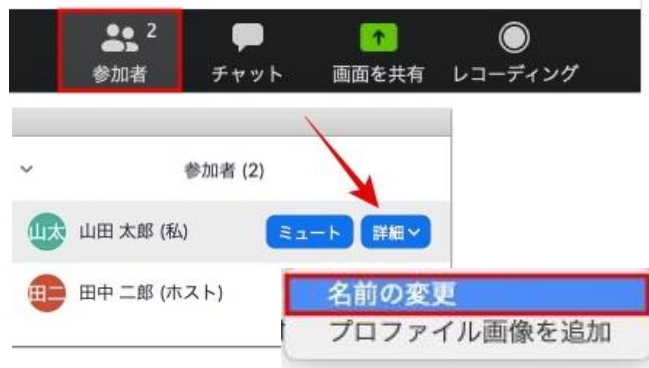 2
参加者 チャット 画面を共有 レコーディング
参加者 (2)
山太 山田 太郎 (私) ミュート 詳細
田二 田中 二郎 (ホスト)
名前の変更
プロファイル画像を追加